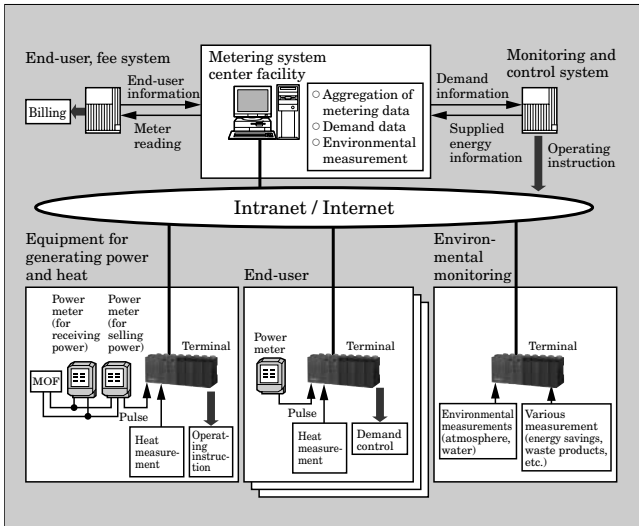 End-user, fee system
Metering system
center facility
Monitoring and
control system
End-user
information
Billing
Meter
reading
○ Aggregation of
metering data
○ Demand data
○ Environmental
measurement
Demand
information
Supplied
energy
information
Operating
instruction
Intranet / Internet
Equipment for
generating power
and heat
Power
meter
(for
receiving
power)
Power
meter
(for
selling
power)
Terminal
MOF
Pulse
Heat
measure-
ment
Operat-
ing
instruc-
tion
End-user
Power
meter
Terminal
Pulse
Heat
measure-
ment
Demand
control
Environ-
mental
monitoring
Terminal
Environmental
measurements
(atmosphere,
water)
Various
measurement
(energy savings,
waste products,
etc.)